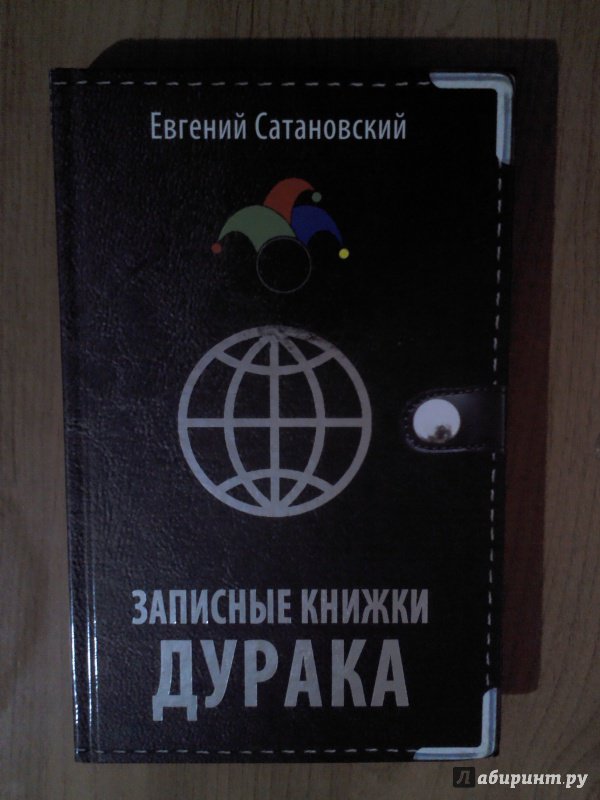 Евгений Сатановский
ЗАПИСНЫЕ КНИЖКИ
ДУРАКА
Лабиринт.ру